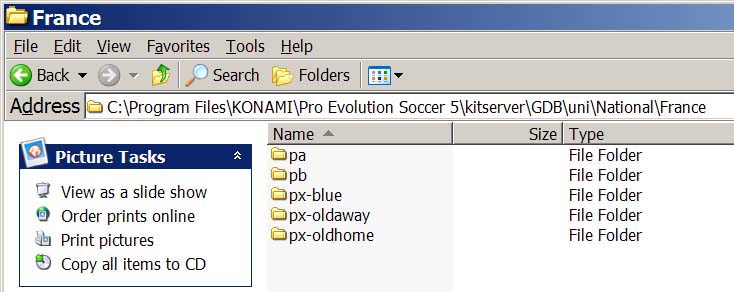 France
File Edit View Favorites Tools Help
Back Search Folders
Address C:\Program Files\KONAMI\Pro Evolution Soccer 5\kitserver\GDB\uni\National\France
Name Size Type
Picture Tasks
View as a slide show
Order prints online
Print pictures
Copy all items to CD
pa File Folder
pb File Folder
px-blue File Folder
px-oldaway File Folder
px-oldhome File Folder